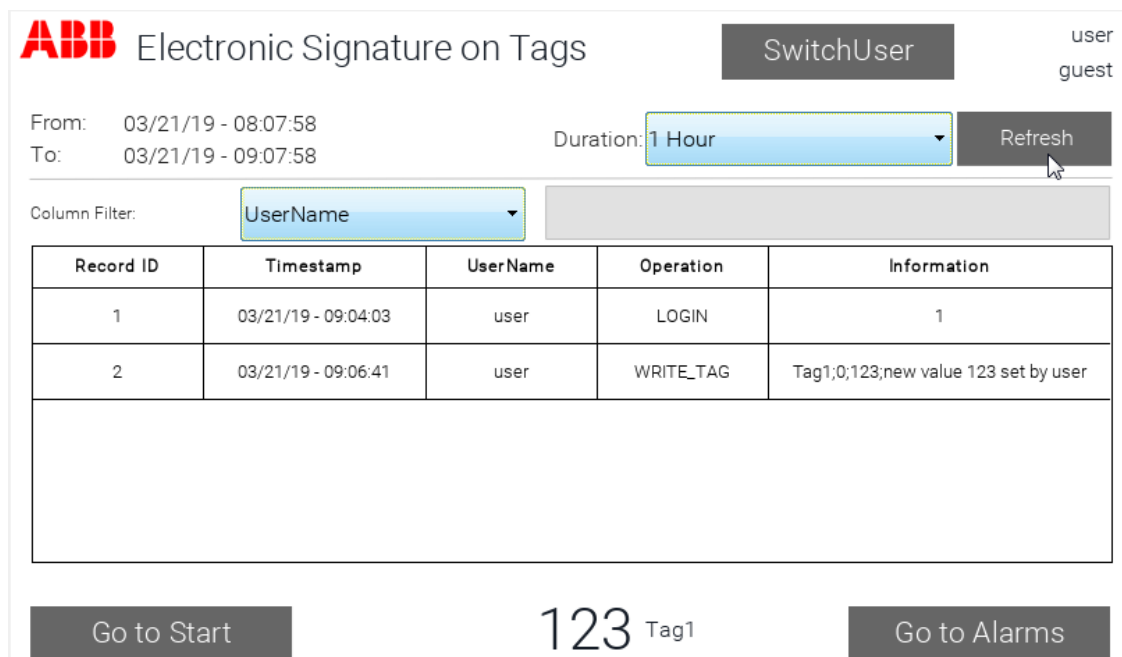 ABB Electronic Signature on Tags SwitchUser user
guest
From: 03/21/19 - 08:07:58
To: 03/21/19 - 09:07:58
Duration: 1 Hour Refresh
Column Filter: UserName
Record ID Timestamp UserName Operation Information
1 03/21/19 - 09:04:03 user LOGIN 1
2 03/21/19 - 09:06:41 user WRITE_TAG Tag1;0;123;new value 123 set by user
Go to Start 123 Tag1 Go to Alarms